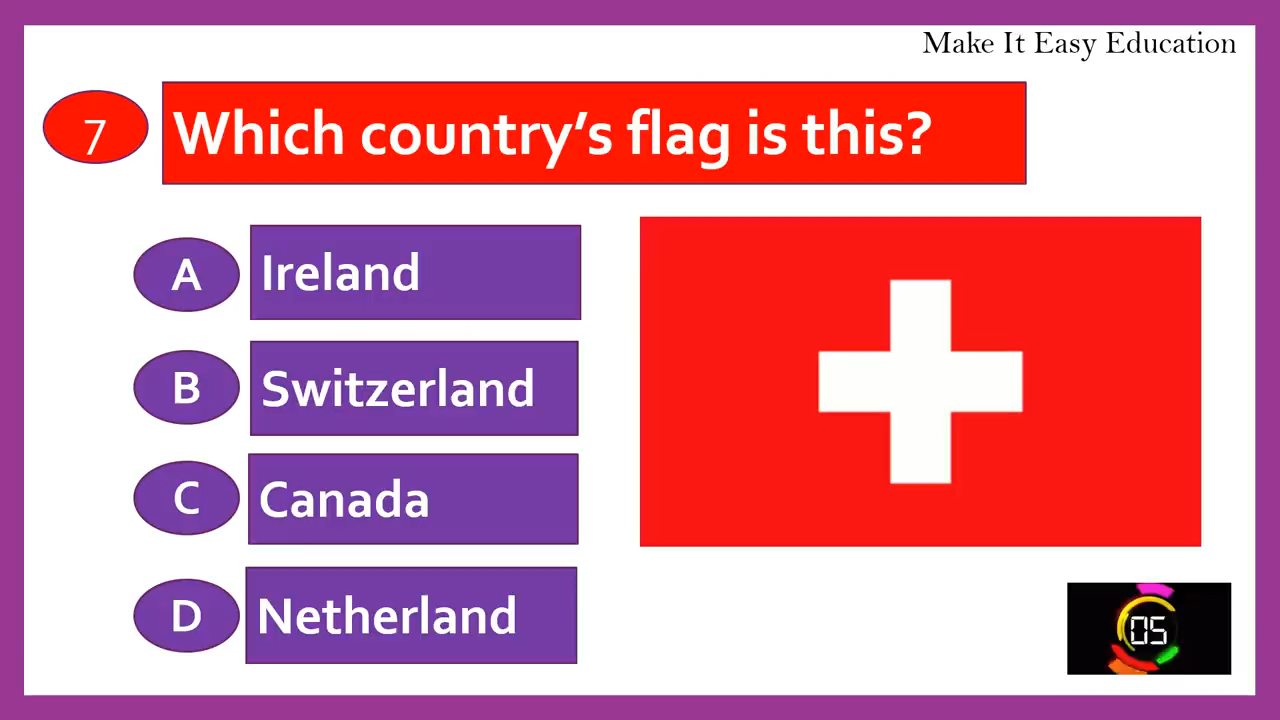 Make It Easy Education
7
Which country’s flag is this?
A
Ireland
B
Switzerland
C
Canada
D
Netherland
05